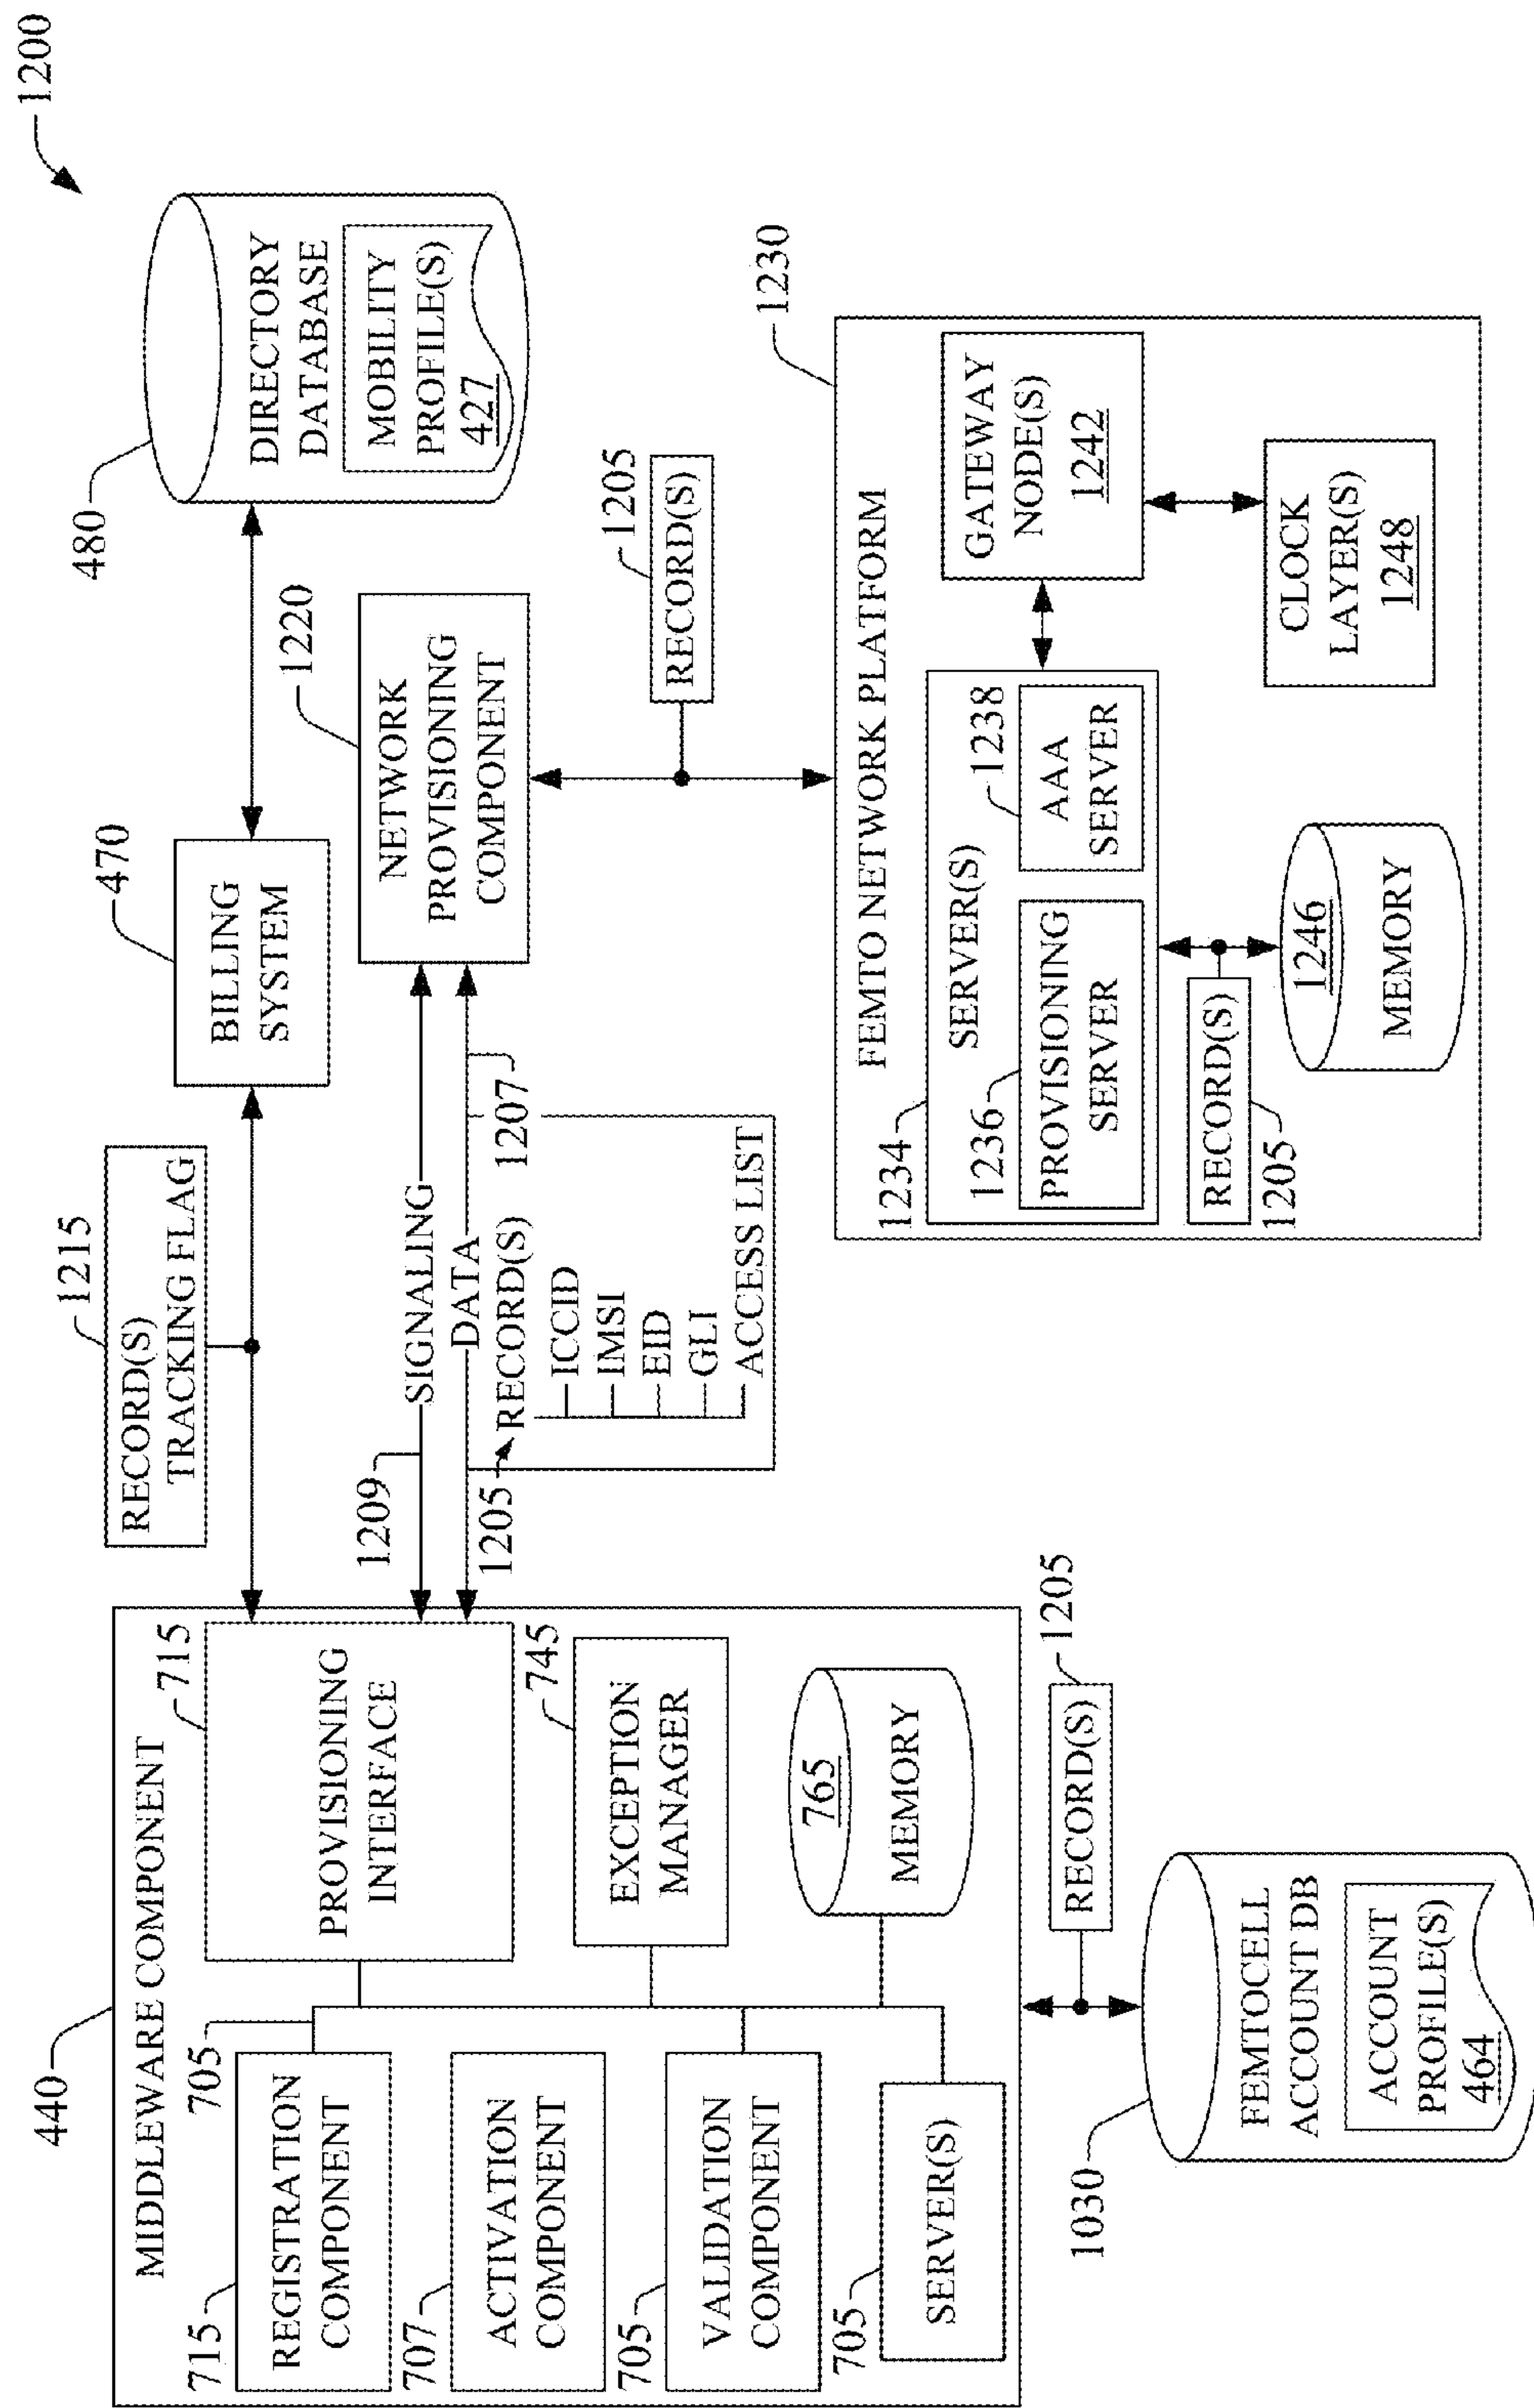 1200
440
MIDDLEWARE COMPONENT
715
REGISTRATION
COMPONENT
705
707
ACTIVATION
COMPONENT
705
VALIDATION
COMPONENT
705
SERVER(S)
715
PROVISIONING
INTERFACE
745
EXCEPTION
MANAGER
765
MEMORY
1205
RECORD(S)
1030
FEMTOCELL
ACCOUNT DB
ACCOUNT
PROFILE(S)
464
1215
RECORD(S)
TRACKING FLAG
470
BILLING
SYSTEM
480
DIRECTORY
DATABASE
MOBILITY
PROFILE(S)
427
1209
SIGNALING
DATA
1207
1205
RECORD(S)
ICCID
IMSI
EID
GLI
ACCESS LIST
1220
NETWORK
PROVISIONING
COMPONENT
1205
RECORD(S)
1230
FEMTO NETWORK PLATFORM
1234
SERVER(S)
1236
PROVISIONING
SERVER
1238
AAA
SERVER
GATEWAY
NODE(S)
1242
RECORD(S)
1205
1246
MEMORY
CLOCK
LAYER(S)
1248